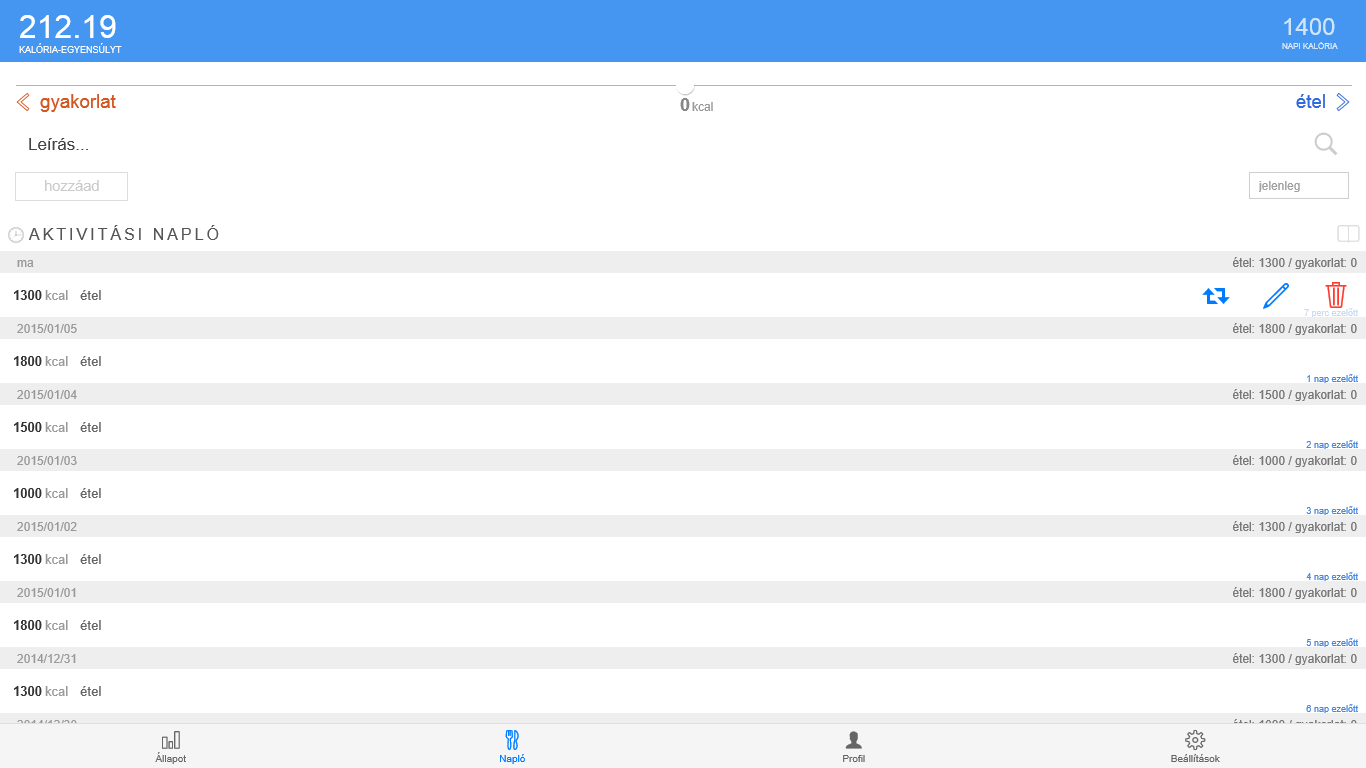 212.19
KALÓRIA-EGYENSÚLYT
1400
NAPI KALÓRIA
gyakorlat
0 kcal
étel
Leírás...
hozzáad
jelenleg
AKTIVITÁSI NAPLÓ
ma
étel: 1300 / gyakorlat: 0
1300 kcal étel
7 perc ezelőtt
2015/01/05
étel: 1800 / gyakorlat: 0
1800 kcal étel
1 nap ezelőtt
2015/01/04
étel: 1500 / gyakorlat: 0
1500 kcal étel
2 nap ezelőtt
2015/01/03
étel: 1000 / gyakorlat: 0
1000 kcal étel
3 nap ezelőtt
2015/01/02
étel: 1300 / gyakorlat: 0
1300 kcal étel
4 nap ezelőtt
2015/01/01
étel: 1800 / gyakorlat: 0
1800 kcal étel
5 nap ezelőtt
2014/12/31
étel: 1300 / gyakorlat: 0
1300 kcal étel
6 nap ezelőtt
Állapot
Napló
Profil
Beállítások